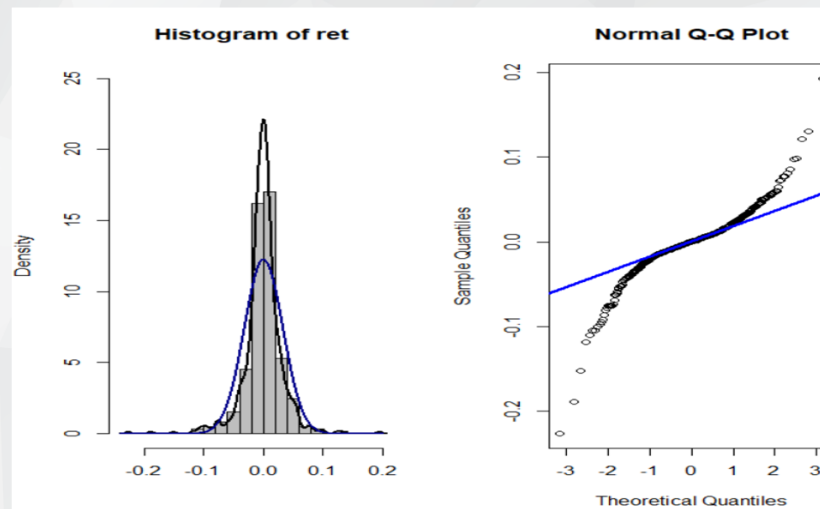 Histogram of ret
Density
25
20
15
10
5
0
-0.2 -0.1 0.0 0.1 0.2
Normal Q-Q Plot
Sample Quantiles
0.2
0.1
0.0
-0.1
-0.2
-3 -2 -1 0 1 2 3
Theoretical Quantiles